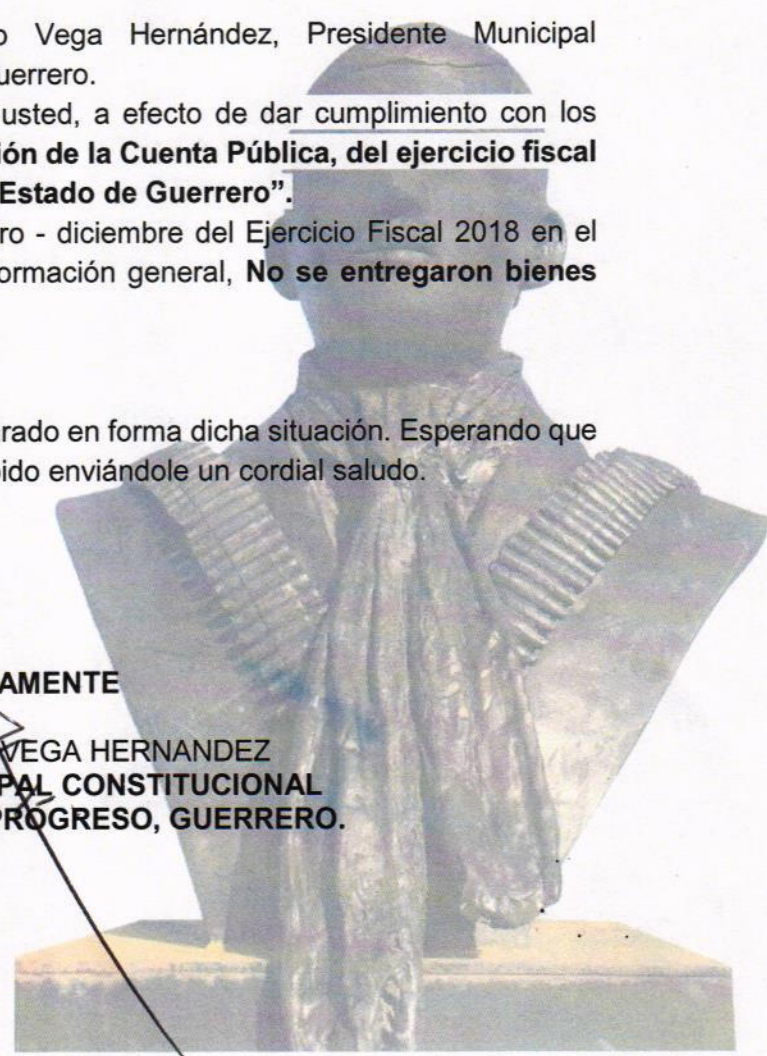 o Vega Hernández, Presidente Municipal
uerrero.
usted, a efecto de dar cumplimiento con los
ión de la Cuenta Pública, del ejercicio fiscal
Estado de Guerrero”.
ro - diciembre del Ejercicio Fiscal 2018 en el
ormación general, No se entregaron bienes
rado en forma dicha situación. Esperando que
pido enviándole un cordial saludo.
AMENTE
VEGA HERNANDEZ
PAL CONSTITUCIONAL
PROGRESO, GUERRERO.